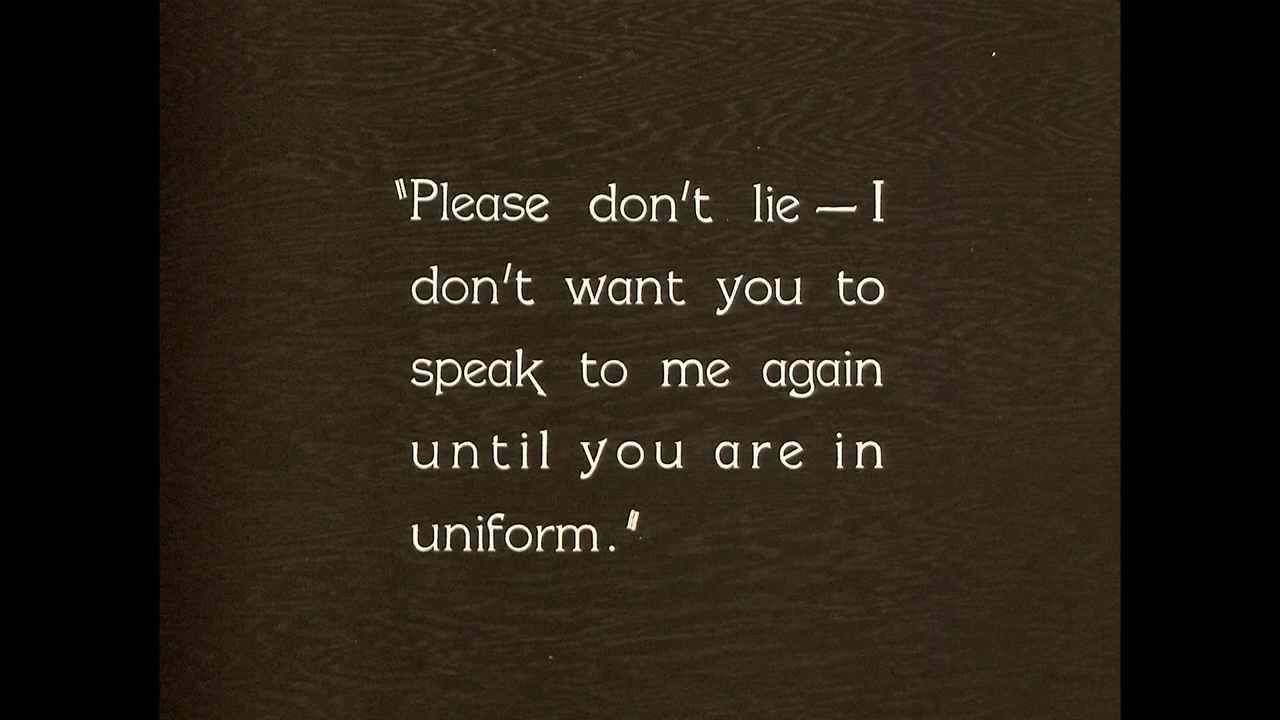 "Please don't lie — I
don't want you to
speak to me again
until you are in
uniform."